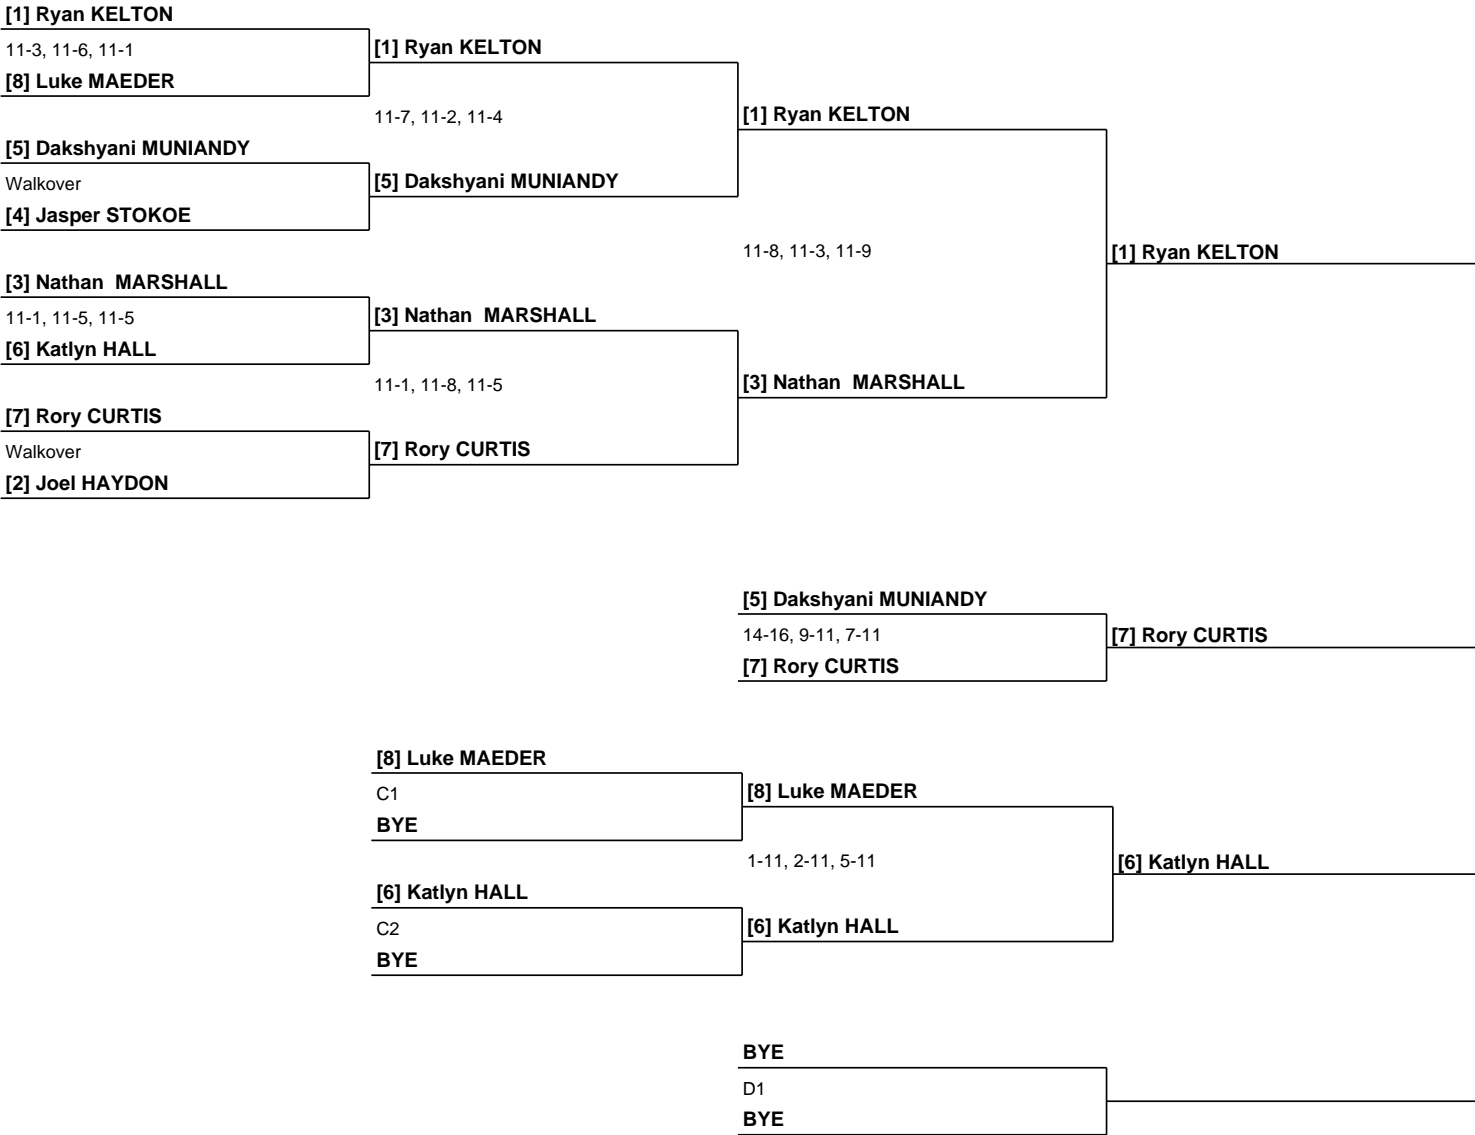 [1] Ryan KELTON
11-3, 11-6, 11-1
[1] Ryan KELTON
[8] Luke MAEDER
11-7, 11-2, 11-4
[1] Ryan KELTON
[5] Dakshyani MUNIANDY
Walkover
[5] Dakshyani MUNIANDY
[4] Jasper STOKOE
11-8, 11-3, 11-9
[1] Ryan KELTON
[3] Nathan  MARSHALL
11-1, 11-5, 11-5
[3] Nathan  MARSHALL
[6] Katlyn HALL
11-1, 11-8, 11-5
[3] Nathan  MARSHALL
[7] Rory CURTIS
Walkover
[7] Rory CURTIS
[2] Joel HAYDON
[5] Dakshyani MUNIANDY
14-16, 9-11, 7-11
[7] Rory CURTIS
[7] Rory CURTIS
[8] Luke MAEDER
C1
[8] Luke MAEDER
BYE
1-11, 2-11, 5-11
[6] Katlyn HALL
[6] Katlyn HALL
C2
[6] Katlyn HALL
BYE
BYE
D1
BYE